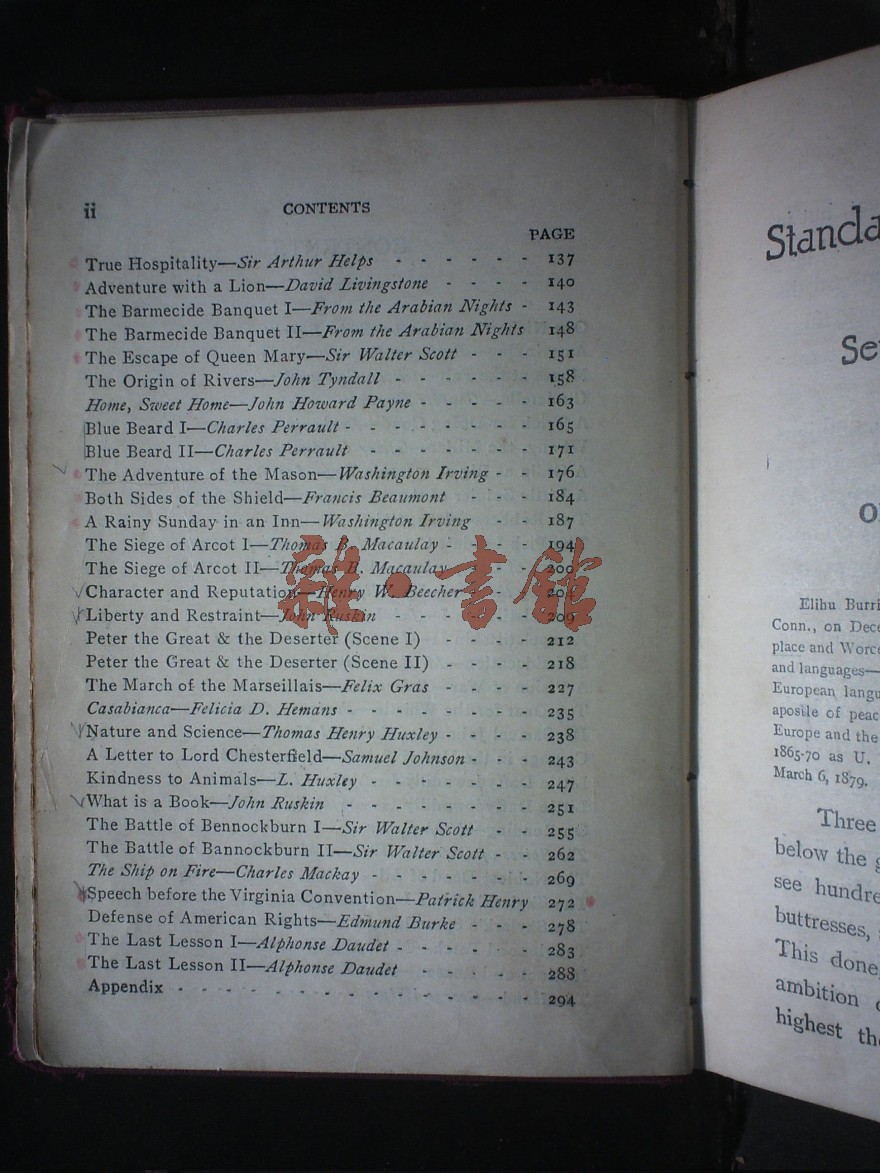 ii
CONTENTS
PAGE
True Hospitality—Sir Arthur Helps - - - - - - 137
Adventure with a Lion—David Livingstone - - - - 140
The Barmecide Banquet I—From the Arabian Nights - 143
The Barmecide Banquet II—From the Arabian Nights 148
The Escape of Queen Mary—Sir Walter Scott - - - 151
The Origin of Rivers—John Tyndall - - - - - - 158
Home, Sweet Home—John Howard Payne - - - - - 163
Blue Beard I—Charles Perrault - - - - - - - - 165
Blue Beard II—Charles Perrault - - - - - - - 171
The Adventure of the Mason—Washington Irving - - 176
Both Sides of the Shield—Francis Beaumont - - - 184
A Rainy Sunday in an Inn—Washington Irving - - 187
The Siege of Arcot I—Thomas B. Macaulay - - - - 194
The Siege of Arcot II—Thomas B. Macaulay - - - 200
Character and Reputation—Henry W. Beecher - - -
Liberty and Restraint—John Ruskin - - - - - - 209
Peter the Great & the Deserter (Scene I) - - - - 212
Peter the Great & the Deserter (Scene II) - - - - 218
The March of the Marseillais—Felix Gras - - - - 227
Casabianca—Felicia D. Hemans - - - - - - - - 235
Nature and Science—Thomas Henry Huxley - - - - 238
A Letter to Lord Chesterfield—Samuel Johnson - - - 243
Kindness to Animals—L. Huxley - - - - - - - 247
What is a Book—John Ruskin - - - - - - - - 251
The Battle of Bennockburn I—Sir Walter Scott - - 255
The Battle of Bannockburn II—Sir Walter Scott - - 262
The Ship on Fire—Charles Mackay - - - - - - - 269
Speech before the Virginia Convention—Patrick Henry 272
Defense of American Rights—Edmund Burke - - - 278
The Last Lesson I—Alphonse Daudet - - - - - - 283
The Last Lesson II—Alphonse Daudet - - - - - 288
Appendix - - - - - - - - - - - - - - 294
雜·書館
Standa
Se
o
Elihu Burri
Conn., on Dece
place and Worce
and languages—
European langu
apostle of peac
Europe and the
1865-70 as U.
March 6, 1879.
Three
below the
see hundre
buttresses,
This done,
ambition
highest the